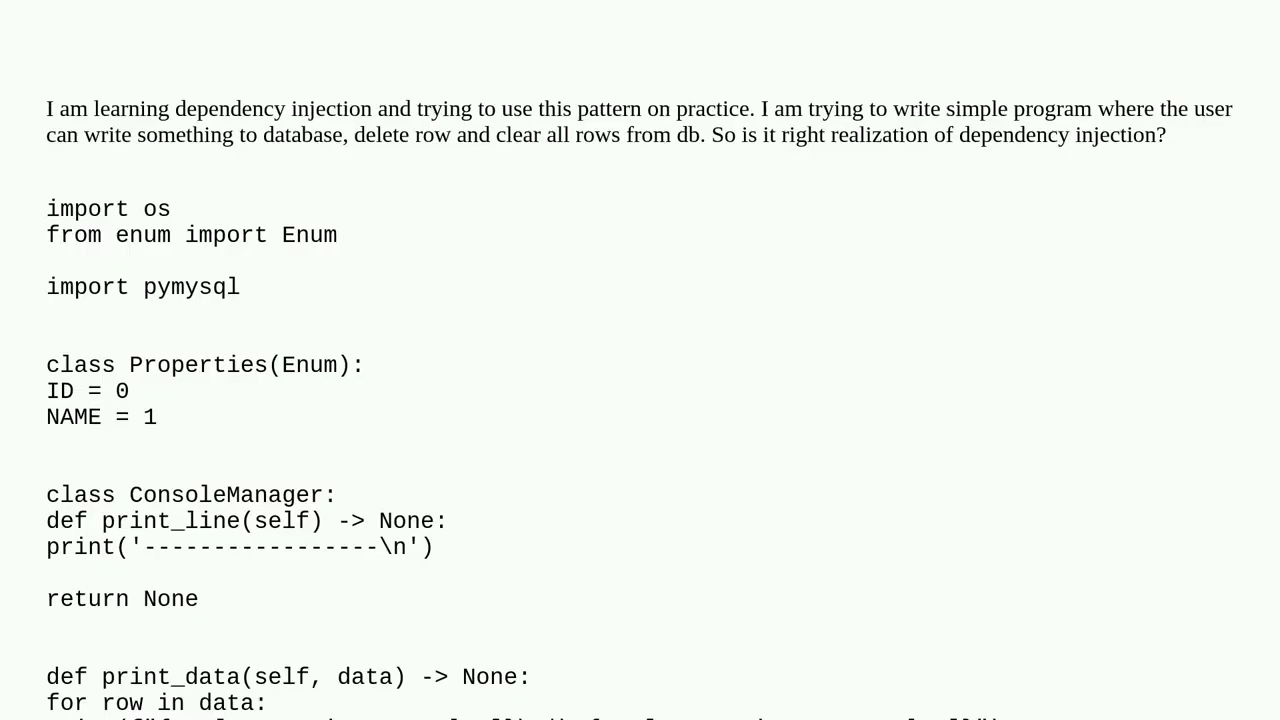 I am learning dependency injection and trying to use this pattern on practice. I am trying to write simple program where the user
can write something to database, delete row and clear all rows from db. So is it right realization of dependency injection?
import os
from enum import Enum
import pymysql
class Properties(Enum):
ID = 0
NAME = 1
class ConsoleManager:
def print_line(self) -> None:
print('-----------------\n')
return None
def print_data(self, data) -> None:
for row in data: